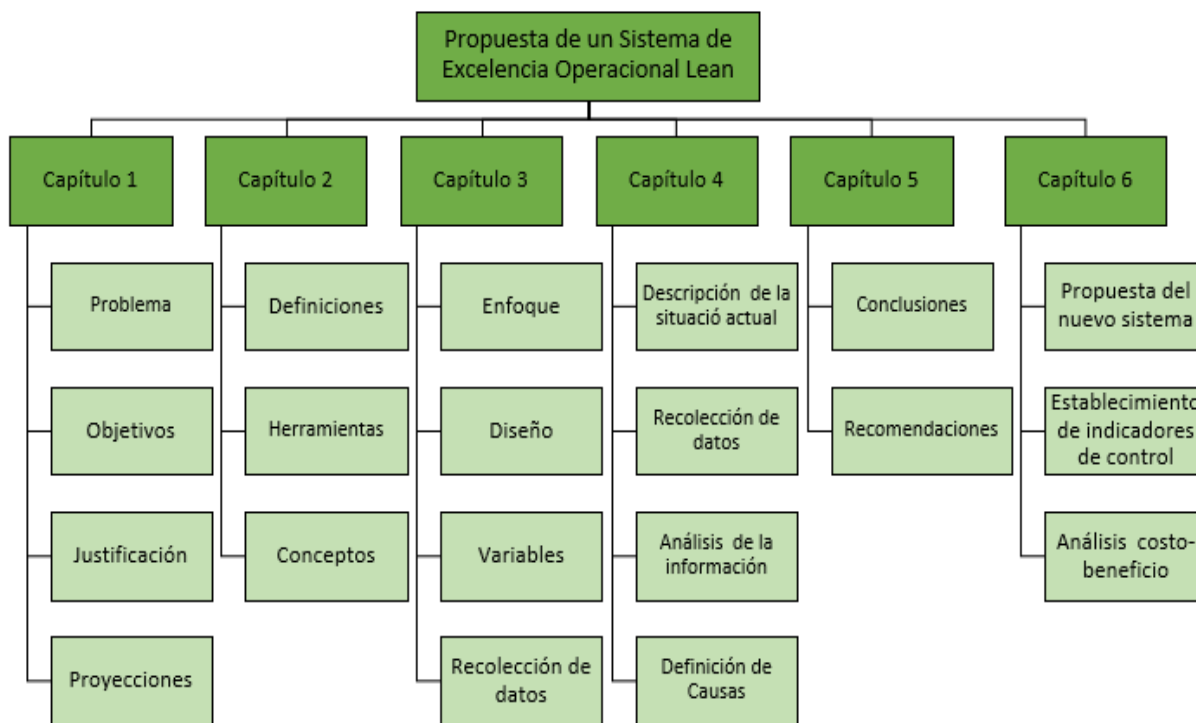 Propuesta de un Sistema de
Excelencia Operacional Lean
Capítulo 1
Capítulo 2
Capítulo 3
Capítulo 4
Capítulo 5
Capítulo 6
Problema
Objetivos
Justificación
Proyecciones
Definiciones
Herramientas
Conceptos
Enfoque
Diseño
Variables
Recolección de
datos
Descripción de la
situació actual
Recolección de
datos
Análisis de la
información
Definición de
Causas
Conclusiones
Recomendaciones
Propuesta del
nuevo sistema
Establecimiento
de indicadores
de control
Análisis costo-
beneficio